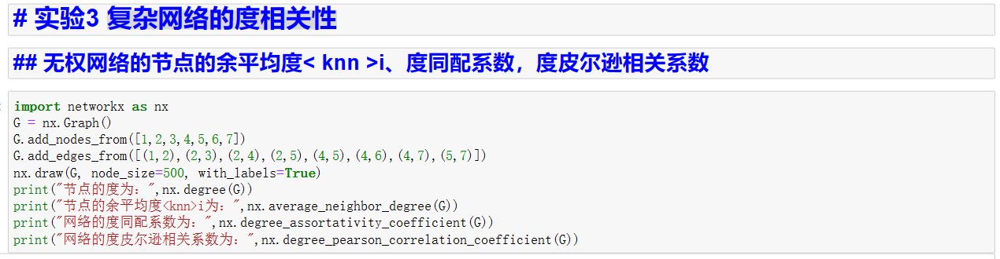 # 实验3 复杂网络的度相关性
## 无权网络的节点的余平均度< knn >i、度同配系数，度皮尔逊相关系数
import networkx as nx
G = nx.Graph()
G.add_nodes_from([1,2,3,4,5,6,7])
G.add_edges_from([(1,2),(2,3),(2,4),(2,5),(4,5),(4,6),(4,7),(5,7)])
nx.draw(G, node_size=500, with_labels=True)
print("节点的度为：",nx.degree(G))
print("节点的余平均度<knn>i为：",nx.average_neighbor_degree(G))
print("网络的度同配系数为：",nx.degree_assortativity_coefficient(G))
print("网络的度皮尔逊相关系数为：",nx.degree_pearson_correlation_coefficient(G))